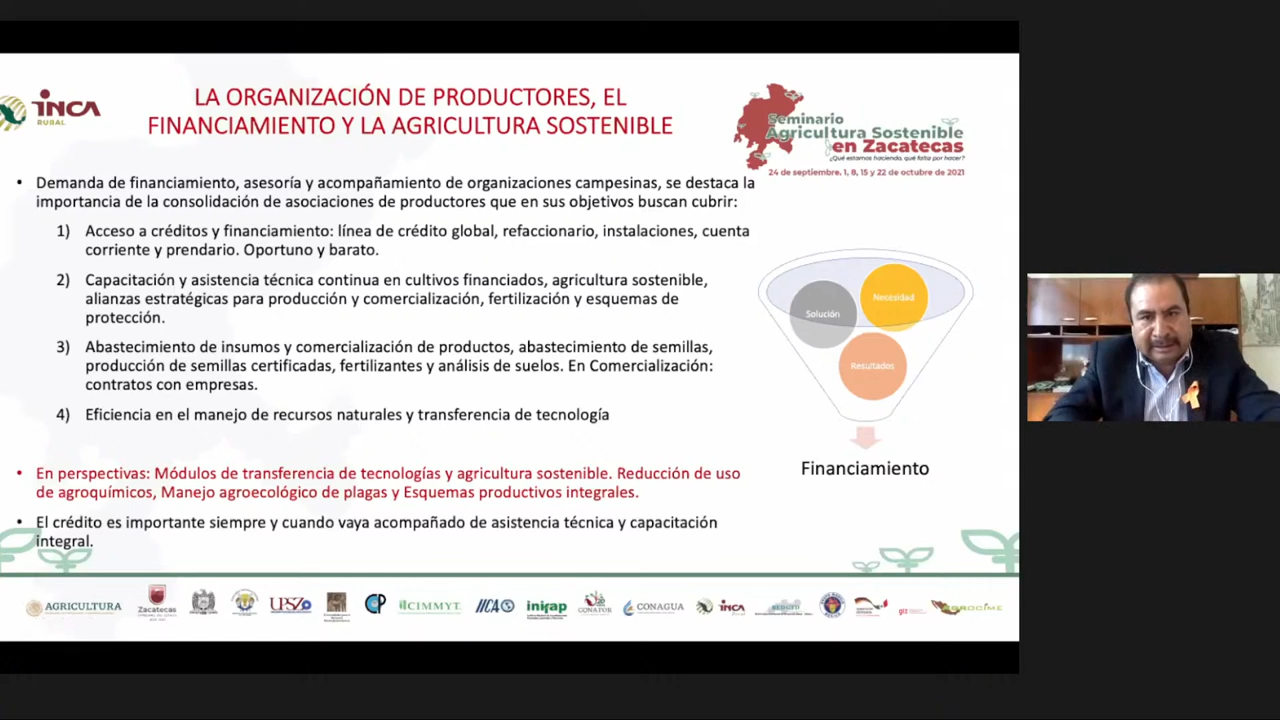 INCA
RURAL
LA ORGANIZACIÓN DE PRODUCTORES, EL
FINANCIAMIENTO Y LA AGRICULTURA SOSTENIBLE
Seminario
Agricultura Sostenible
en Zacatecas
¿Qué estamos haciendo, qué falta por hacer?
24 de septiembre, 1, 8, 15 y 22 de octubre de 2021
• Demanda de financiamiento, asesoría y acompañamiento de organizaciones campesinas, se destaca la
importancia de la consolidación de asociaciones de productores que en sus objetivos buscan cubrir:
1) Acceso a créditos y financiamiento: línea de crédito global, refaccionario, instalaciones, cuenta
corriente y prendario. Oportuno y barato.
2) Capacitación y asistencia técnica continua en cultivos financiados, agricultura sostenible,
alianzas estratégicas para producción y comercialización, fertilización y esquemas de
protección.
3) Abastecimiento de insumos y comercialización de productos, abastecimiento de semillas,
producción de semillas certificadas, fertilizantes y análisis de suelos. En Comercialización:
contratos con empresas.
4) Eficiencia en el manejo de recursos naturales y transferencia de tecnología
• En perspectivas: Módulos de transferencia de tecnologías y agricultura sostenible. Reducción de uso
de agroquímicos, Manejo agroecológico de plagas y Esquemas productivos integrales.
• El crédito es importante siempre y cuando vaya acompañado de asistencia técnica y capacitación
integral.
Necesidad
Solución
Resultados
Financiamiento
AGRICULTURA
Zacatecas
UPSZ
CP
CIMMYT
IICA
inifap
CONAGUA
INCA
giz